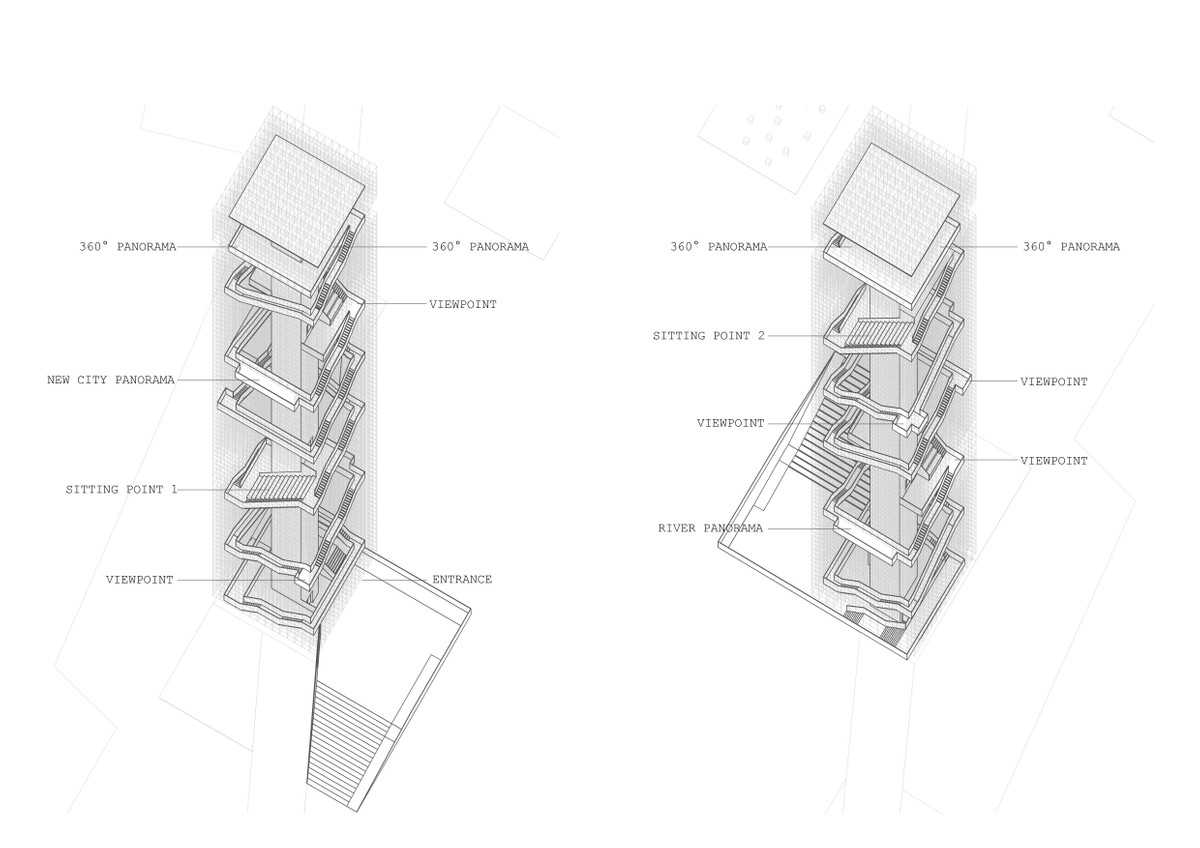 360° PANORAMA
360° PANORAMA
VIEWPOINT
NEW CITY PANORAMA
SITTING POINT 1
VIEWPOINT
ENTRANCE
360° PANORAMA
360° PANORAMA
SITTING POINT 2
VIEWPOINT
VIEWPOINT
VIEWPOINT
RIVER PANORAMA